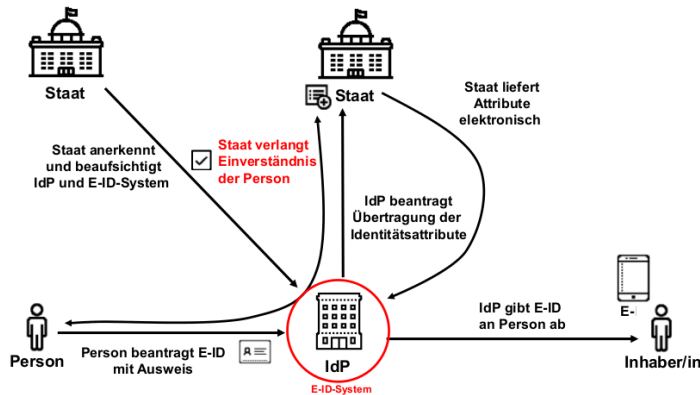 Staat
Staat
Staat liefert
Attribute
elektronisch
Staat anerkennt
und beaufsichtigt
IdP und E-ID-System
Staat verlangt
Einverständnis
der Person
IdP beantragt
Übertragung der
Identitätsattribute
E-
IdP gibt E-ID
an Person ab
Person
Person beantragt E-ID
mit Ausweis
IdP
E-ID-System
Inhaber/in